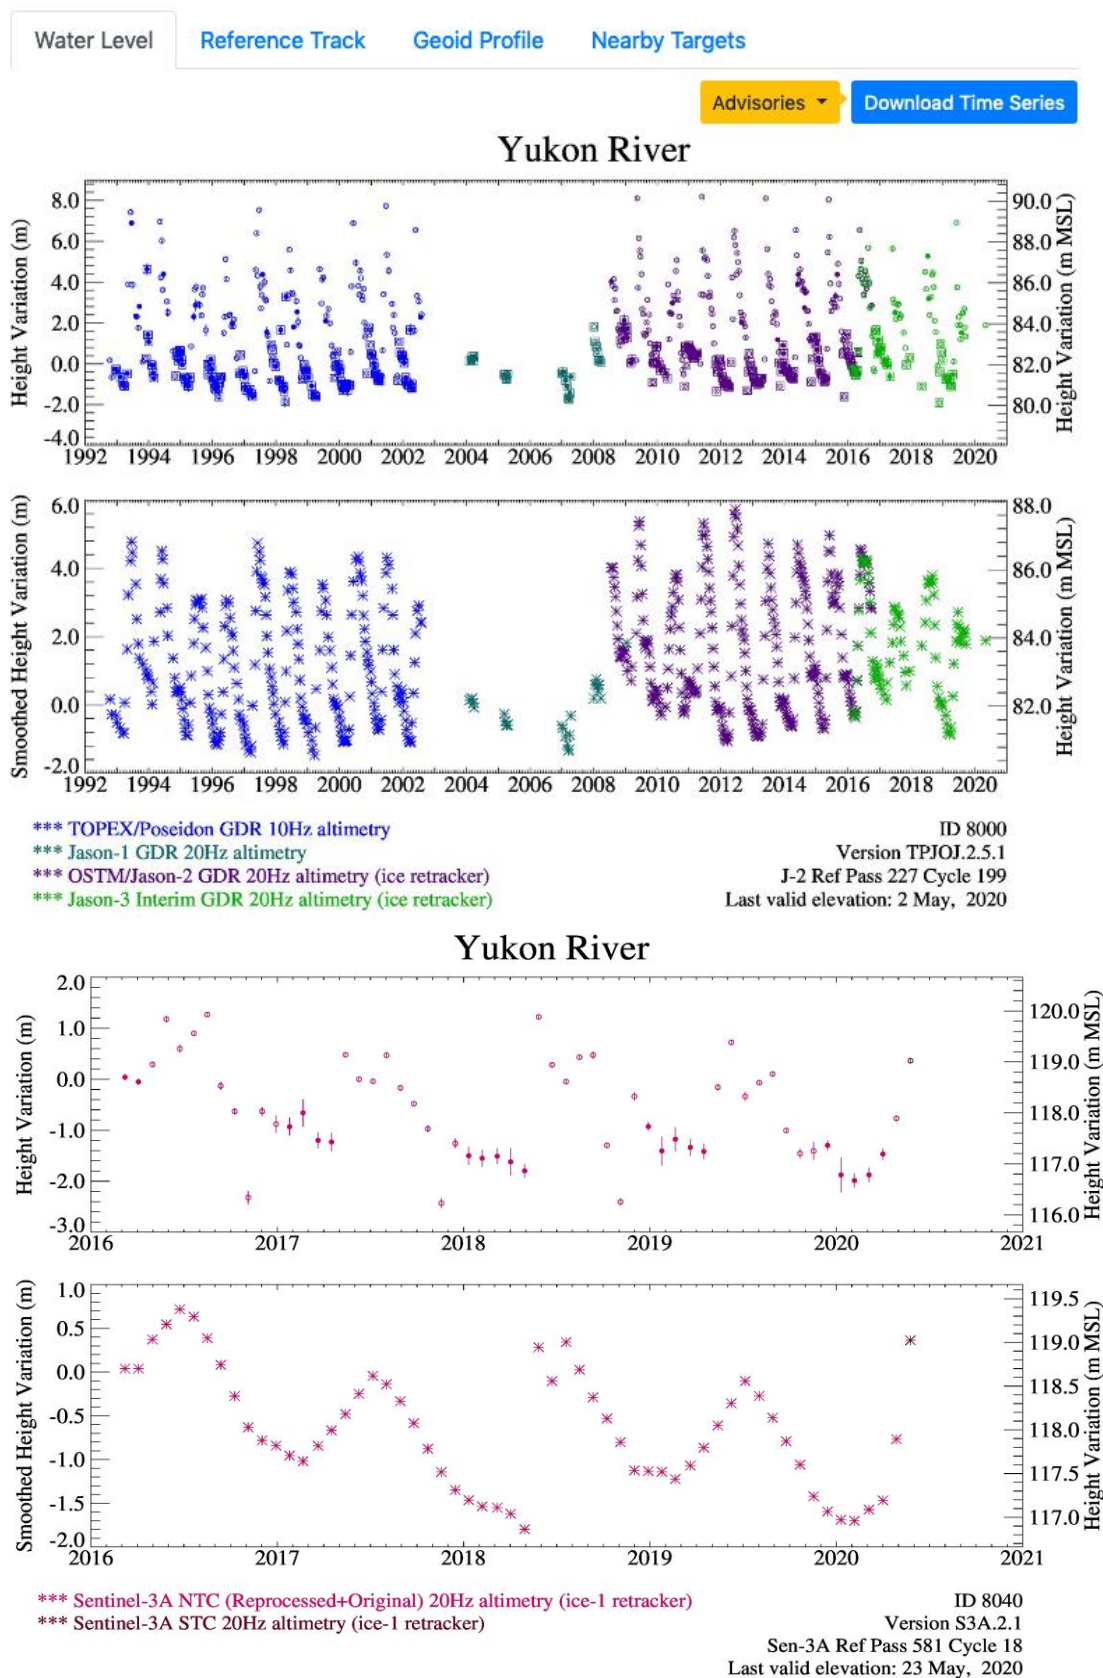 Water Level Reference Track Geoid Profile Nearby Targets
Advisories Download Time Series
Yukon River
Height Variation (m)
8.0
6.0
4.0
2.0
0.0
-2.0
-4.0
90.0
88.0
86.0
84.0
82.0
80.0
Height Variation (m MSL)
1992 1994 1996 1998 2000 2002 2004 2006 2008 2010 2012 2014 2016 2018 2020
Smoothed Height Variation (m)
6.0
4.0
2.0
0.0
-2.0
88.0
86.0
84.0
82.0
Height Variation (m MSL)
1992 1994 1996 1998 2000 2002 2004 2006 2008 2010 2012 2014 2016 2018 2020
*** TOPEX/Poseidon GDR 10Hz altimetry
*** Jason-1 GDR 20Hz altimetry
*** OSTM/Jason-2 GDR 20Hz altimetry (ice retracker)
*** Jason-3 Interim GDR 20Hz altimetry (ice retracker)
ID 8000
Version TPJOJ.2.5.1
J-2 Ref Pass 227 Cycle 199
Last valid elevation: 2 May, 2020
Yukon River
Height Variation (m)
2.0
1.0
0.0
-1.0
-2.0
-3.0
120.0
119.0
118.0
117.0
116.0
Height Variation (m MSL)
2016 2017 2018 2019 2020 2021
Smoothed Height Variation (m)
1.0
0.5
0.0
-0.5
-1.0
-1.5
-2.0
119.5
119.0
118.5
118.0
117.5
117.0
Height Variation (m MSL)
2016 2017 2018 2019 2020 2021
*** Sentinel-3A NTC (Reprocessed+Original) 20Hz altimetry (ice-1 retracker)
*** Sentinel-3A STC 20Hz altimetry (ice-1 retracker)
ID 8040
Version S3A.2.1
Sen-3A Ref Pass 581 Cycle 18
Last valid elevation: 23 May, 2020